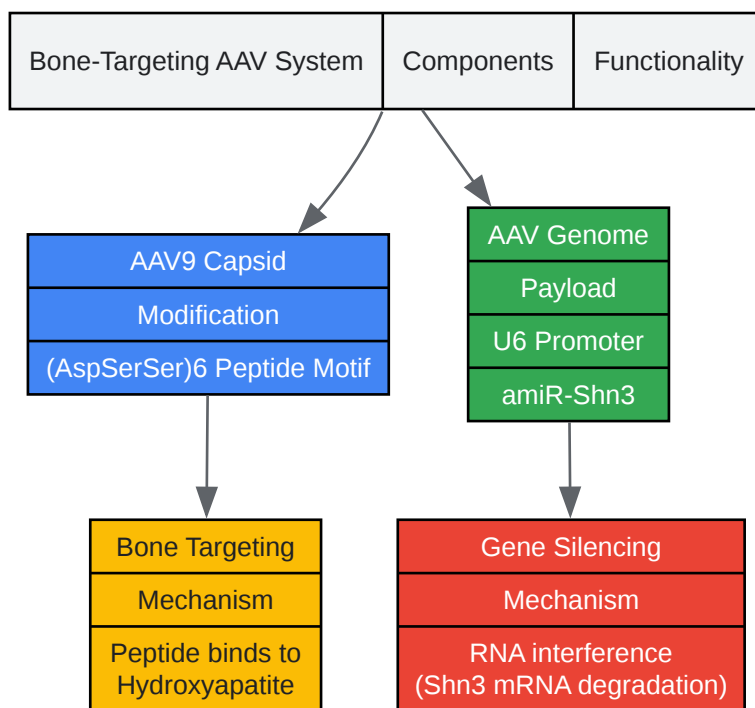 Bone-Targeting AAV System
Components
Functionality
AAV9 Capsid
Modification
(AspSerSer)6 Peptide Motif
AAV Genome
Payload
U6 Promoter
amiR-Shn3
Bone Targeting
Mechanism
Peptide binds to
Hydroxyapatite
Gene Silencing
Mechanism
RNA interference
(Shn3 mRNA degradation)